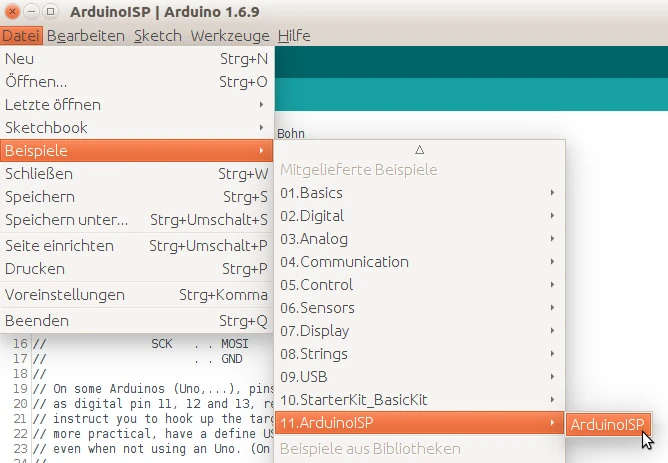 ArduinoISP | Arduino 1.6.9
Datei Bearbeiten Sketch Werkzeuge Hilfe
Neu Strg+N
Öffnen... Strg+O
Letzte öffnen
Sketchbook
Beispiele
Schließen Strg+W
Speichern Strg+S
Speichern unter... Strg+Umschalt+S
Seite einrichten Strg+Umschalt+P
Drucken Strg+P
Voreinstellungen Strg+Komma
Beenden Strg+Q
Bohn
Mitgelieferte Beispiele
01.Basics
02.Digital
03.Analog
04.Communication
05.Control
06.Sensors
07.Display
08.Strings
09.USB
10.StarterKit_BasicKit
11.ArduinoISP
ArduinoISP
Beispiele aus Bibliotheken
16 // SCK . . MOSI
17 // . . GND
18 //
19 // On some Arduinos (Uno,...), pins
20 // as digital pin 11, 12 and 13, re
21 // instruct you to hook up the targ
22 // more practical, have a define US
23 // even when not using an Uno. (On
24 //